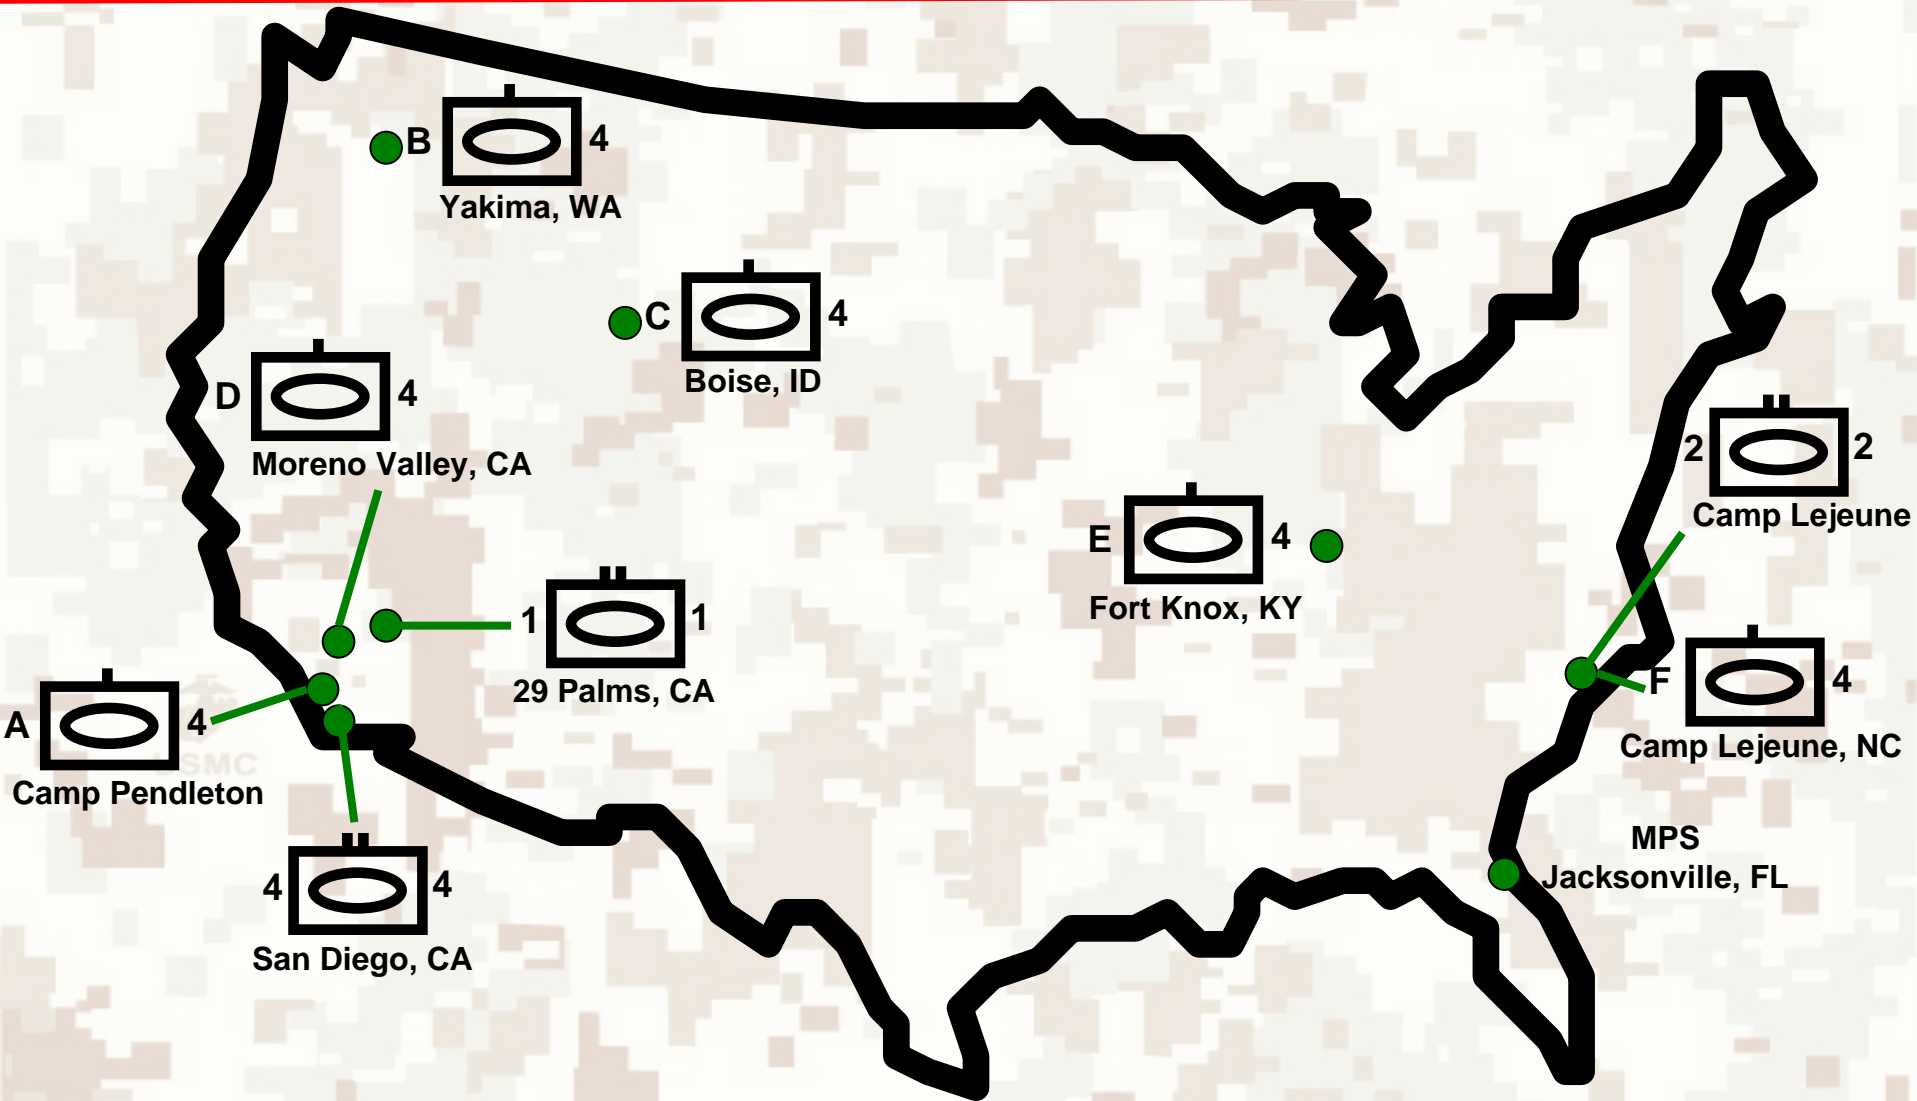 B 4
Yakima, WA
C 4
Boise, ID
D 4
Moreno Valley, CA
2 2
Camp Lejeune
E 4
Fort Knox, KY
1 1
29 Palms, CA
F 4
Camp Lejeune, NC
A 4
USMC
Camp Pendleton
MPS
Jacksonville, FL
4 4
San Diego, CA